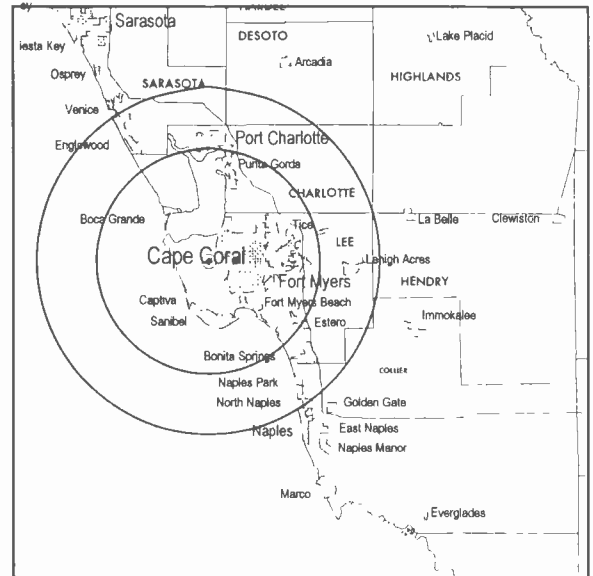 Sarasota
DESOTO
Lake Placid
iesta Key
Arcadia
Osprey
HIGHLANDS
SARASOTA
Venice
Englewood
Port Charlotte
Punta Gorda
CHARLOTTE
Boca Grande
Tice
La Belle
Clewiston
LEE
Cape Coral
Lehigh Acres
Fort Myers
HENDRY
Captiva
Fort Myers Beach
Sanibel
Estero
Immokalee
Bonita Springs
COLLIER
Naples Park
North Naples
Golden Gate
Naples
East Naples
Naples Manor
Marco
Everglades